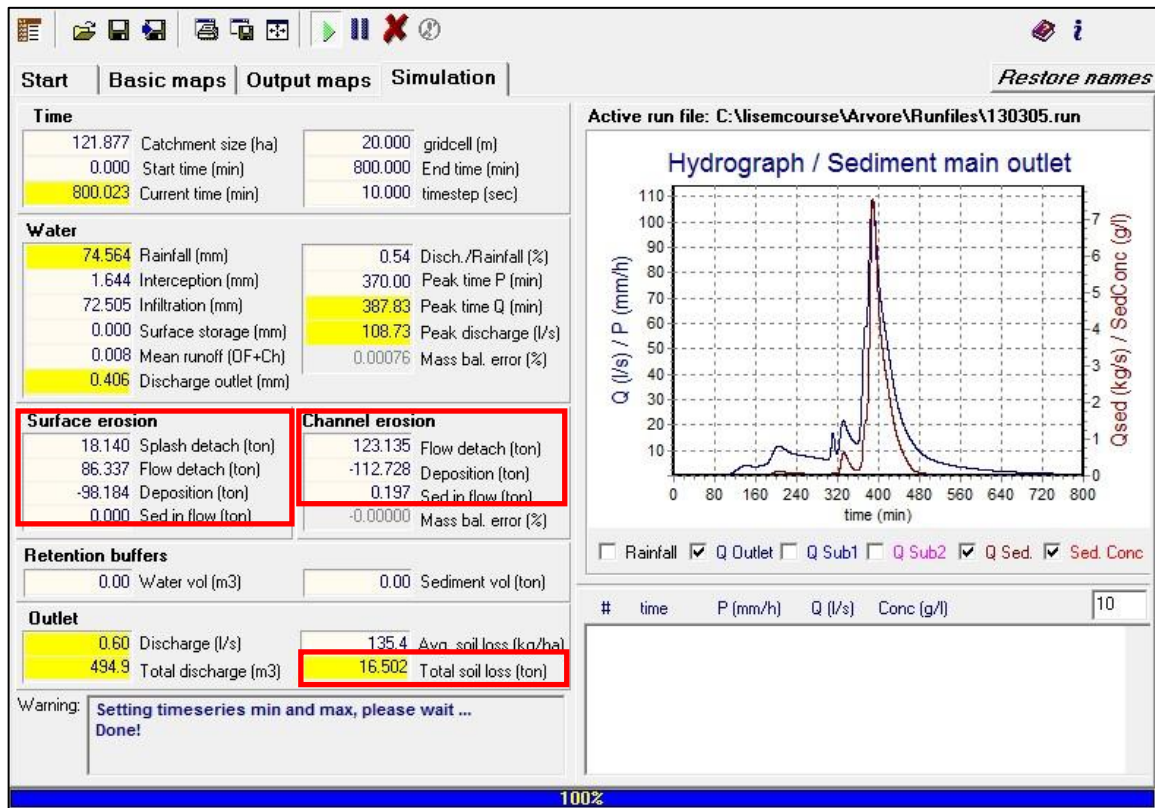 Start
Basic maps
Output maps
Simulation
Restore names
Time
121.877 Catchment size (ha)
0.000 Start time (min)
800.023 Current time (min)
20.000 gridcell (m)
800.000 End time (min)
10.000 timestep (sec)
Water
74.564 Rainfall (mm)
1.644 Interception (mm)
72.505 Infiltration (mm)
0.000 Surface storage (mm)
0.008 Mean runoff (OF+Ch)
0.406 Discharge outlet (mm)
0.54 Disch./Rainfall (%)
370.00 Peak time P (min)
387.83 Peak time Q (min)
108.73 Peak discharge (l/s)
0.00076 Mass bal. error (%)
Surface erosion
18.140 Splash detach (ton)
86.337 Flow detach (ton)
-98.184 Deposition (ton)
0.000 Sed in flow (ton)
Channel erosion
123.135 Flow detach (ton)
-112.728 Deposition (ton)
0.197 Sed in flow (ton)
-0.00000 Mass bal. error (%)
Retention buffers
0.00 Water vol (m3)
0.00 Sediment vol (ton)
Outlet
0.60 Discharge (l/s)
494.9 Total discharge (m3)
135.4 Avg. soil loss (kg/ha)
16.502 Total soil loss (ton)
Warning:
Setting timeseries min and max, please wait ...
Done!
Active run file: C:\lisemcourse\Arvore\Runfiles\130305.run
Hydrograph / Sediment main outlet
Q (l/s) / P (mm/h)
110
100
90
80
70
60
50
40
30
20
10
7
6
5
4
3
2
1
0
Qsed (kg/s) / SedConc (g/l)
0 80 160 240 320 400 480 560 640 720 800
time (min)
Rainfall Q Outlet Q Sub1 Q Sub2 Q Sed. Sed. Conc
# time P (mm/h) Q (l/s) Conc (g/l) 10
100%